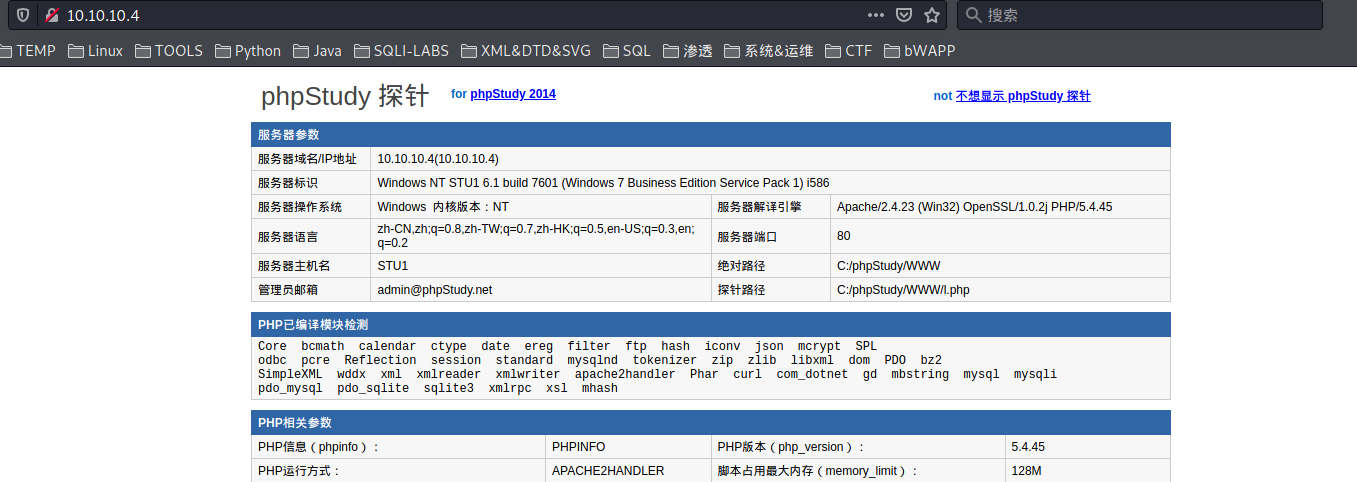 10.10.10.4 搜索
TEMP Linux TOOLS Python Java SQLI-LABS XML&DTD&SVG SQL 渗透 系统&运维 CTF bWAPP
phpStudy 探针 for phpStudy 2014 not 不想显示 phpStudy 探针
服务器参数
服务器域名/IP地址 10.10.10.4(10.10.10.4)
服务器标识 Windows NT STU1 6.1 build 7601 (Windows 7 Business Edition Service Pack 1) i586
服务器操作系统 Windows 内核版本：NT 服务器解译引擎 Apache/2.4.23 (Win32) OpenSSL/1.0.2j PHP/5.4.45
服务器语言 zh-CN,zh;q=0.8,zh-TW;q=0.7,zh-HK;q=0.5,en-US;q=0.3,en;
q=0.2 服务器端口 80
服务器主机名 STU1 绝对路径 C:/phpStudy/WWW
管理员邮箱 admin@phpStudy.net 探针路径 C:/phpStudy/WWW/l.php
PHP已编译模块检测
Core bcmath calendar ctype date ereg filter ftp hash iconv json mcrypt SPL
odbc pcre Reflection session standard mysqlnd tokenizer zip zlib libxml dom PDO bz2
SimpleXML wddx xml xmlreader xmlwriter apache2handler Phar curl com_dotnet gd mbstring mysql mysqli
pdo_mysql pdo_sqlite sqlite3 xmlrpc xsl mhash
PHP相关参数
PHP信息（phpinfo）： PHPINFO PHP版本（php_version）： 5.4.45
PHP运行方式： APACHE2HANDLER 脚本占用最大内存（memory_limit）： 128M